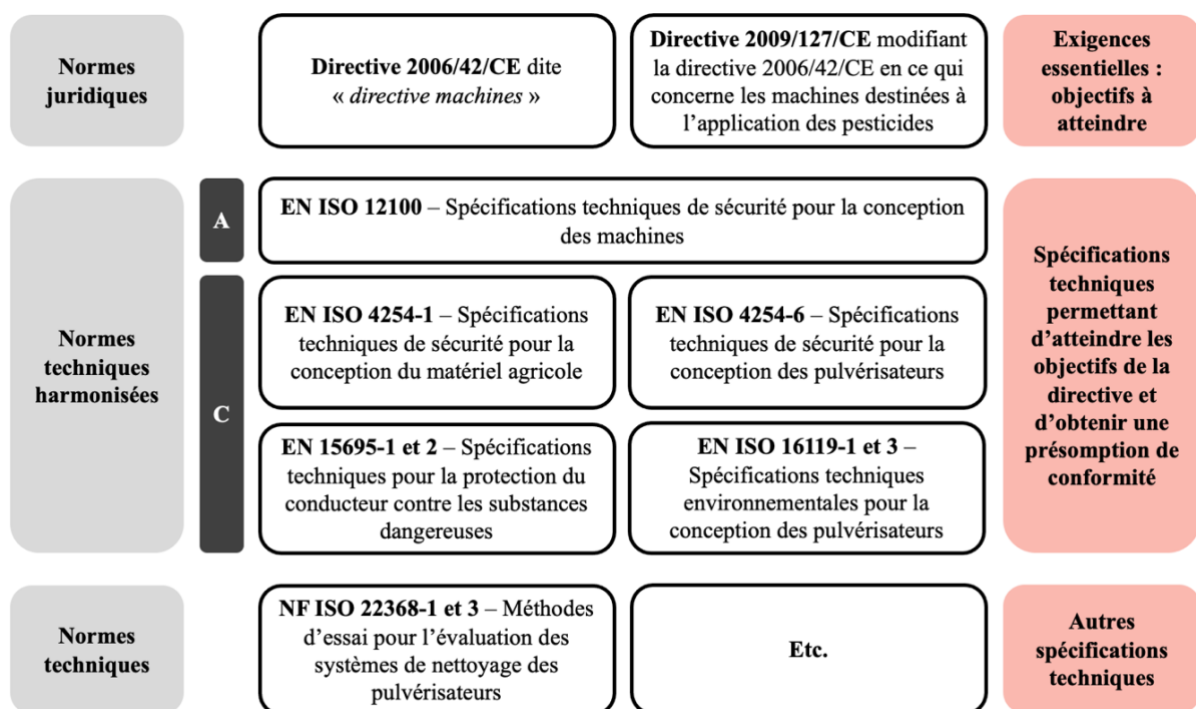 Normes
juridiques
Directive 2006/42/CE dite
« directive machines »
Directive 2009/127/CE modifiant
la directive 2006/42/CE en ce qui
concerne les machines destinées à
l’application des pesticides
Exigences
essentielles :
objectifs à
atteindre
Normes
techniques
harmonisées
A
EN ISO 12100 – Spécifications techniques de sécurité pour la conception
des machines
C
EN ISO 4254-1 – Spécifications
techniques de sécurité pour la
conception du matériel agricole
EN ISO 4254-6 – Spécifications
techniques de sécurité pour la
conception des pulvérisateurs
EN 15695-1 et 2 – Spécifications
techniques pour la protection du
conducteur contre les substances
dangereuses
EN ISO 16119-1 et 3 –
Spécifications techniques
environnementales pour la
conception des pulvérisateurs
Spécifications
techniques
permettant
d’atteindre les
objectifs de la
directive et
d’obtenir une
présomption de
conformité
Normes
techniques
NF ISO 22368-1 et 3 – Méthodes
d’essai pour l’évaluation des
systèmes de nettoyage des
pulvérisateurs
Etc.
Autres
spécifications
techniques